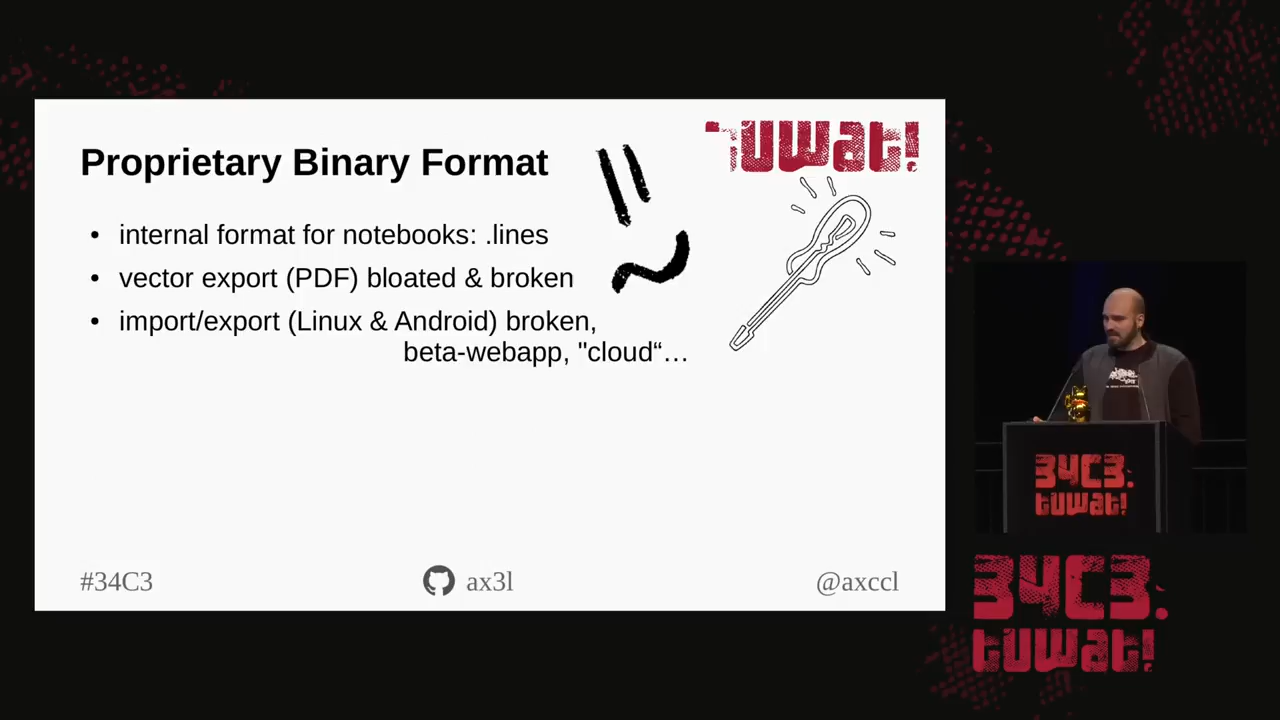 tuwat!
Proprietary Binary Format
• internal format for notebooks: .lines
• vector export (PDF) bloated & broken
• import/export (Linux & Android) broken,
beta-webapp, "cloud“…
#34C3
ax3l
@axccl
34C3.
tuwat!
34C3.
tuwat!